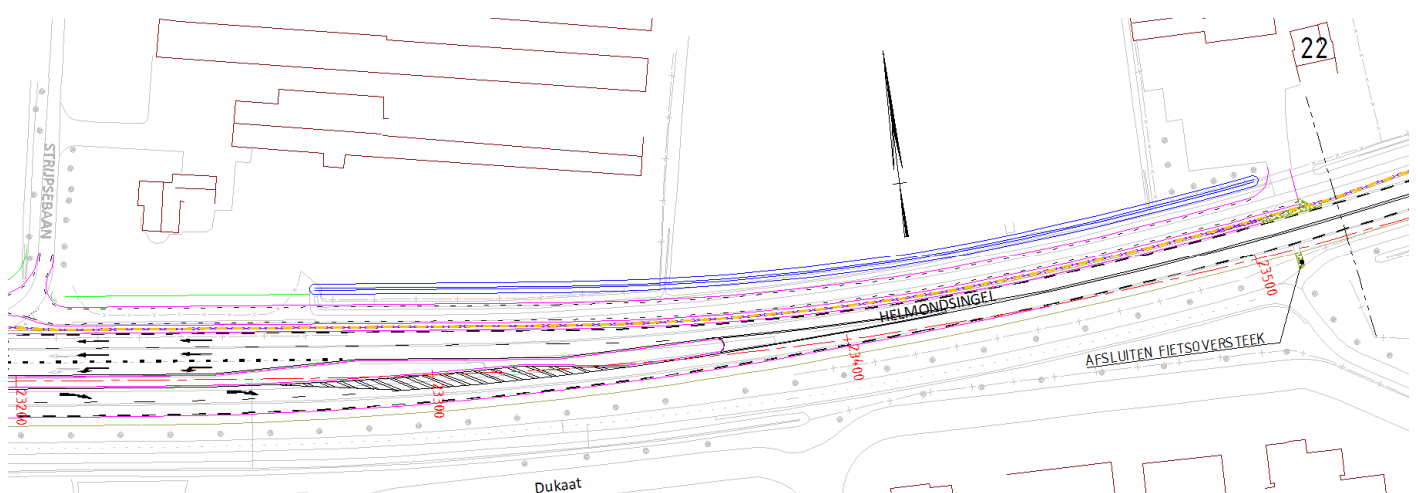 22
STRIJPSEBAAN
HELMONDSINGEL
23500
23400
AFSLUITEN FIETSOVERSTEEK
23200
23300
Dukaat